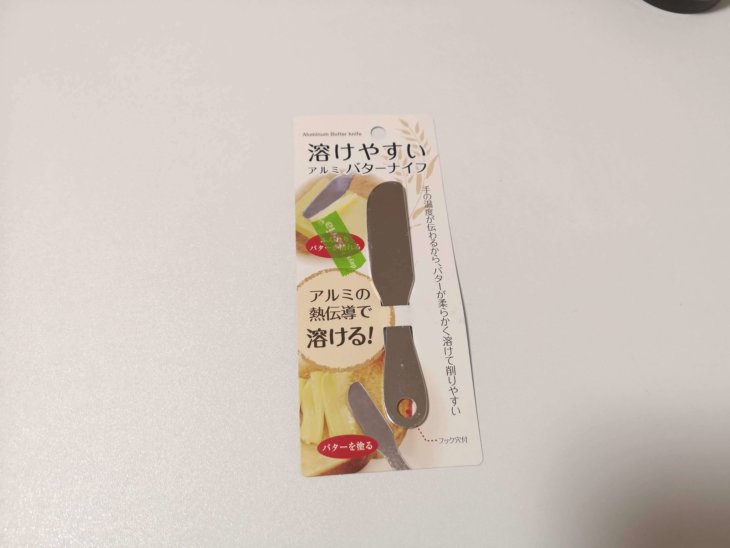 Aluminum Butter knife
溶けやすい
アルミ バターナイフ
手の温度が伝わるから、バターが柔らかく溶けて削りやすい
アルミの
熱伝導で
溶ける!
バターを塗る
フック穴付